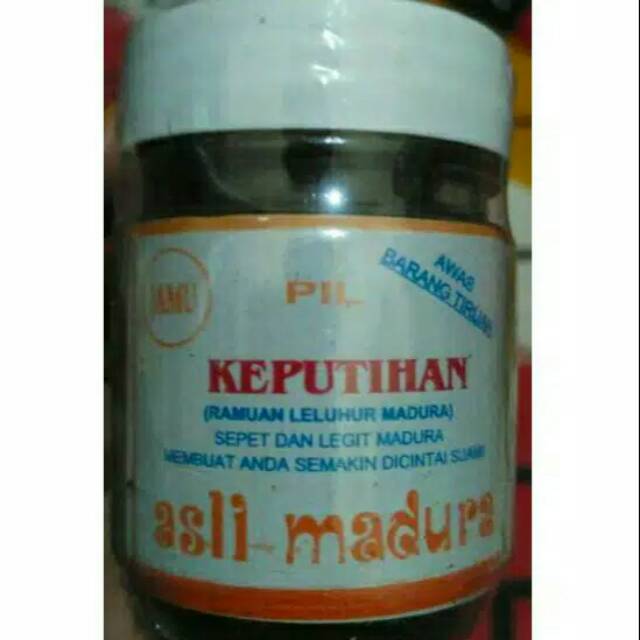 JAMU
PIL
AWAS
BARANG TIRUAN
KEPUTIHAN
(RAMUAN LELUHUR MADURA)
SEPET DAN LEGIT MADURA
MEMBUAT ANDA SEMAKIN DICINTAI SUAMI
asli madura